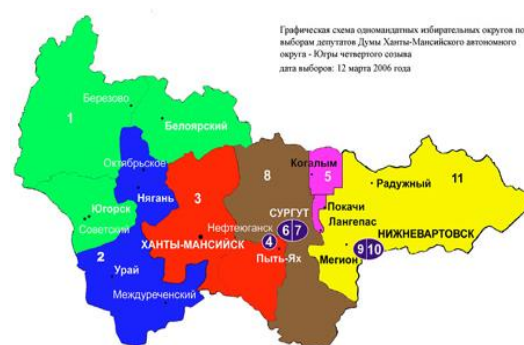 Графическая схема одномандатных избирательных округов по
выборам депутатов Думы Ханты-Мансийского автономного
округа - Югры четвертого созыва
дата выборов: 12 марта 2006 года
1
Березово
Белоярский
Октябрьское
Нягань
Югорск
Советский
2
Урай
Междуреченский
3
ХАНТЫ-МАНСИЙСК
Нефтеюганск
4
Пыть-Ях
8
СУРГУТ
6 7
Когалым
5
Покачи
Лангепас
Радужный
11
НИЖНЕВАРТОВСК
Мегион
9 10